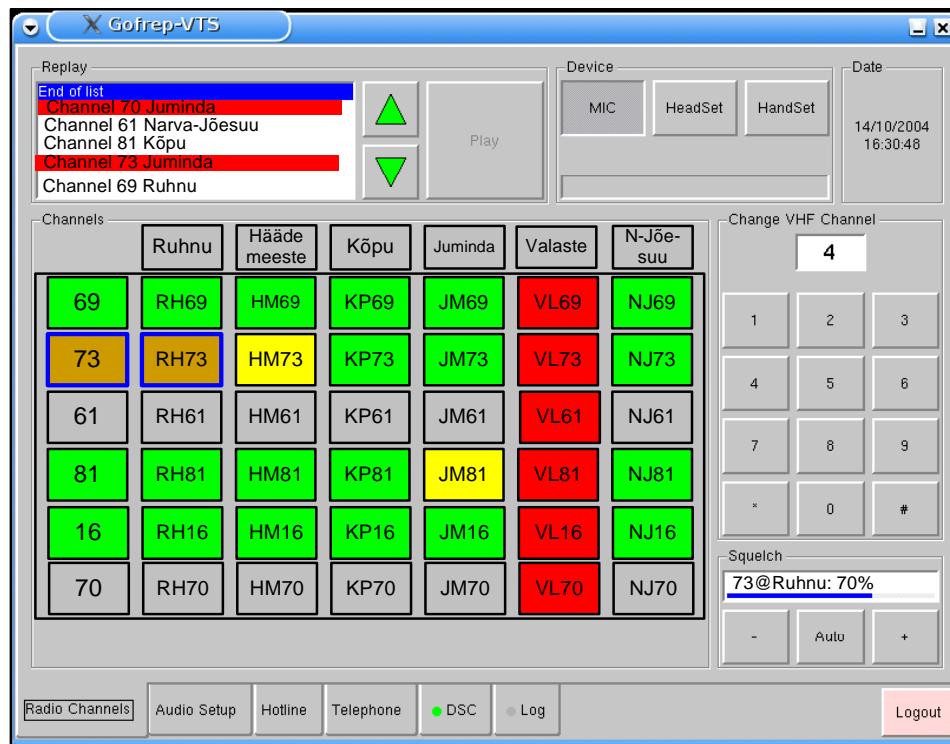 Gofrep-VTS
Replay
End of list
Channel 70 Juminda
Channel 61 Narva-Jõesuu
Channel 81 Kõpu
Channel 73 Juminda
Channel 69 Ruhnu
Play
Device
MIC HeadSet HandSet
Date
14/10/2004
16:30:48
Channels
Ruhnu Hääde Kõpu Juminda Valaste N-Jõe-
meeste suu
69 RH69 HM69 KP69 JM69 VL69 NJ69
73 RH73 HM73 KP73 JM73 VL73 NJ73
61 RH61 HM61 KP61 JM61 VL61 NJ61
81 RH81 HM81 KP81 JM81 VL81 NJ81
16 RH16 HM16 KP16 JM16 VL16 NJ16
70 RH70 HM70 KP70 JM70 VL70 NJ70
Change VHF Channel
4
1 2 3
4 5 6
7 8 9
* 0 #
Squelch
73@Ruhnu: 70%
- Auto +
Radio Channels Audio Setup Hotline Telephone DSC Log Logout